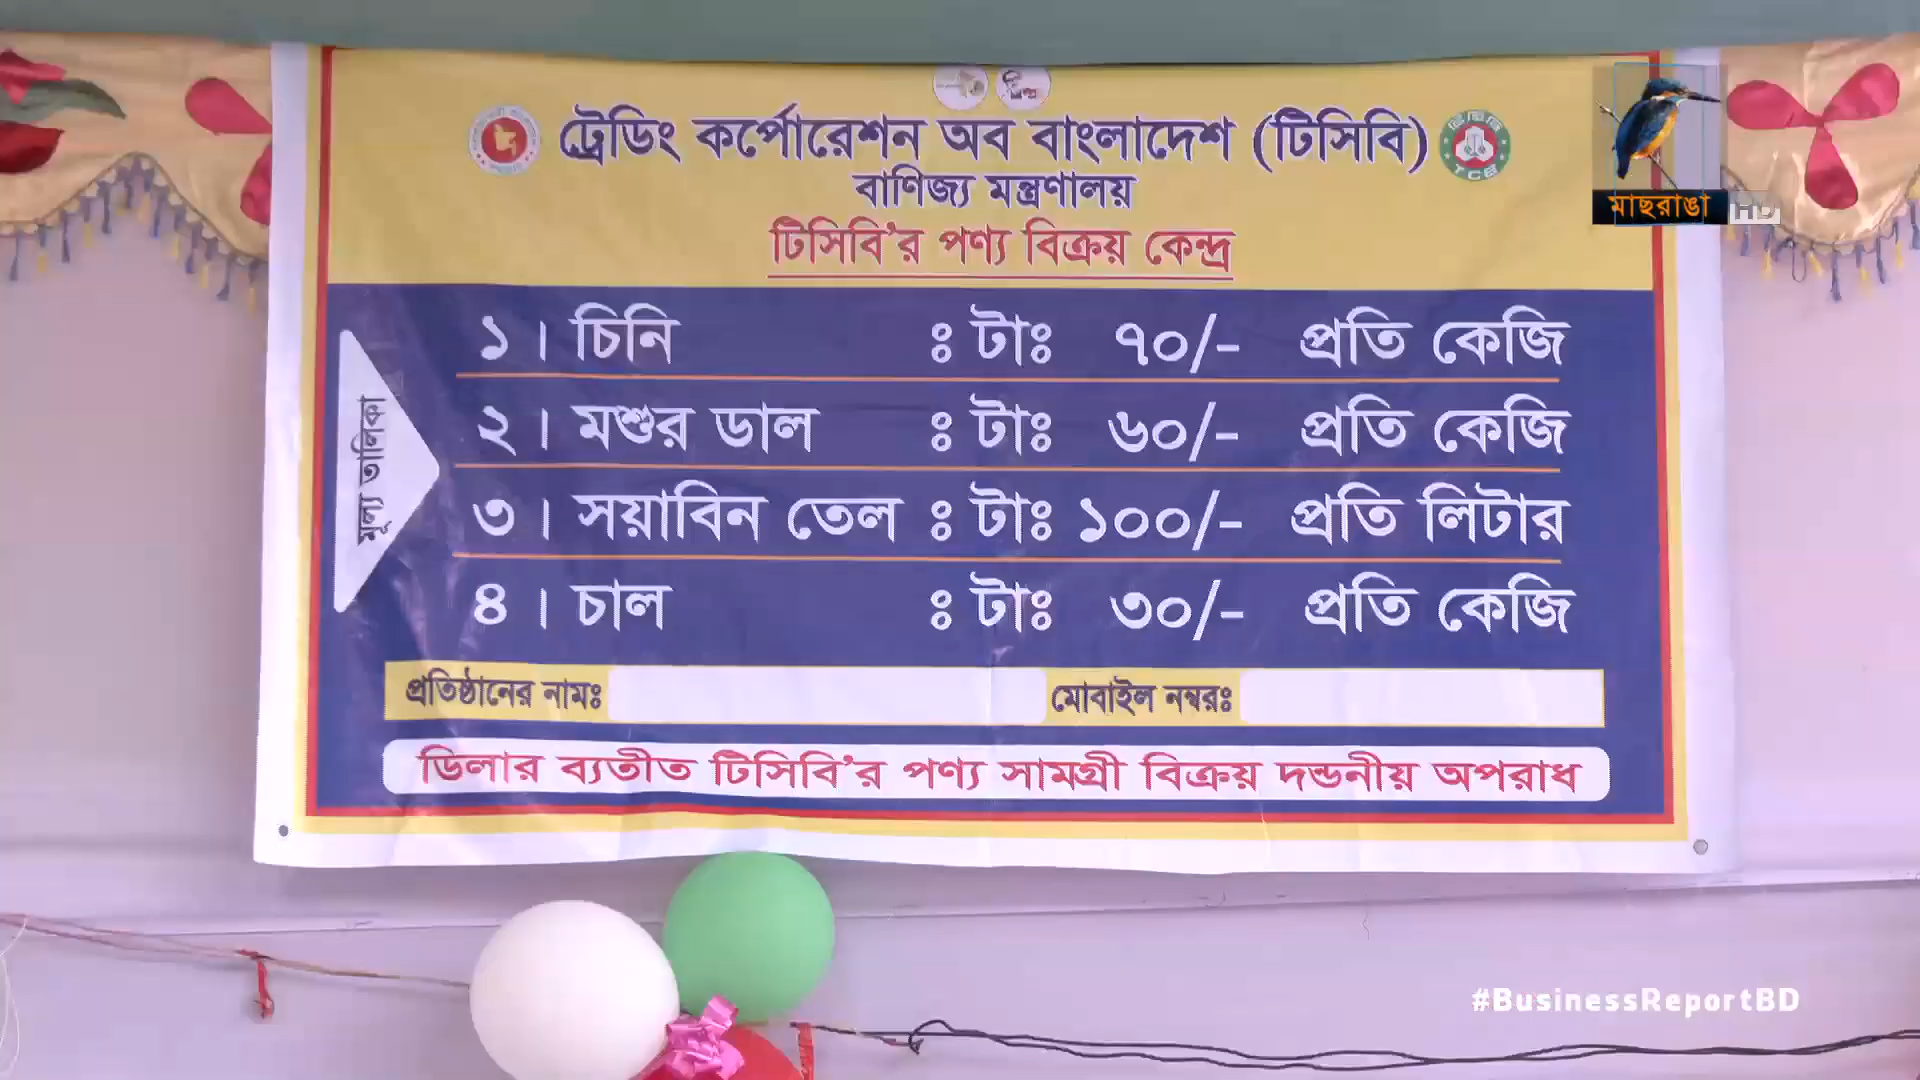 ট্রেডিং কর্পোরেশন অব বাংলাদেশ (টিসিবি)
বাণিজ্য মন্ত্রণালয়
টিসিবি'র পণ্য বিক্রয় কেন্দ্র
মাছরাঙা HD
মূল্য তালিকা
১। চিনি ঃ টাঃ ৭০/- প্রতি কেজি
২। মশুর ডাল ঃ টাঃ ৬০/- প্রতি কেজি
৩। সয়াবিন তেল ঃ টাঃ ১০০/- প্রতি লিটার
৪। চাল ঃ টাঃ ৩০/- প্রতি কেজি
প্রতিষ্ঠানের নামঃ মোবাইল নম্বরঃ
ডিলার ব্যতীত টিসিবি'র পণ্য সামগ্রী বিক্রয় দন্ডনীয় অপরাধ
#BusinessReportBD
TCB